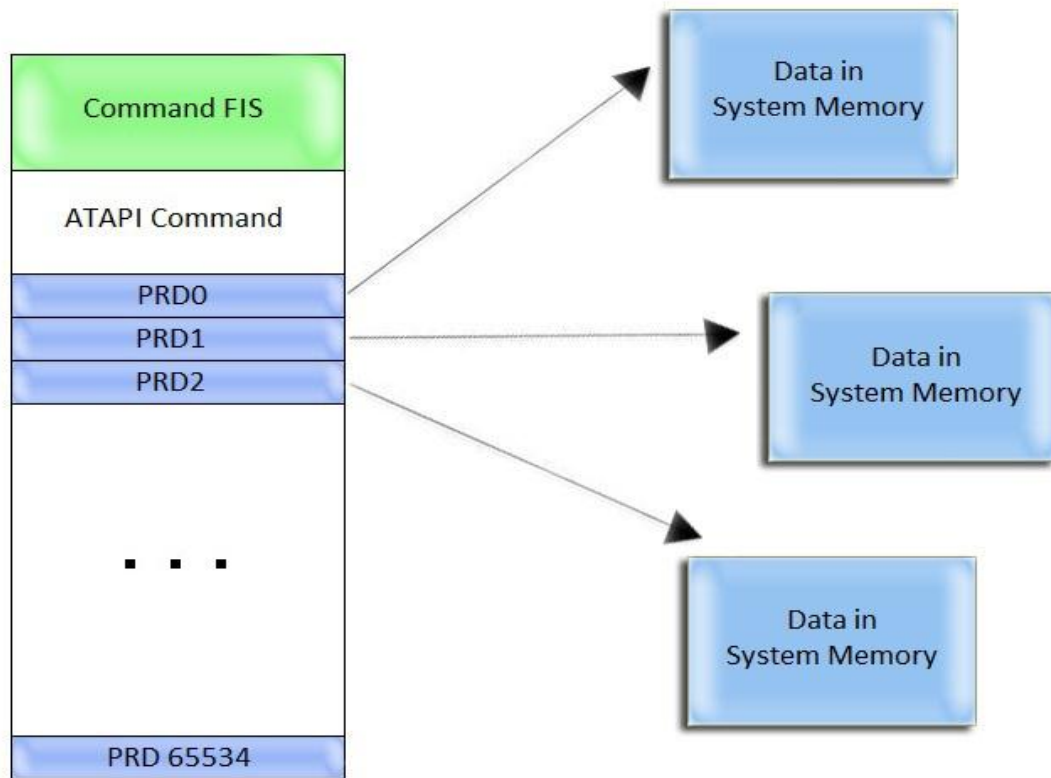 Command FIS
ATAPI Command
PRD0
PRD1
PRD2
. . .
PRD 65534
Data in
System Memory
Data in
System Memory
Data in
System Memory